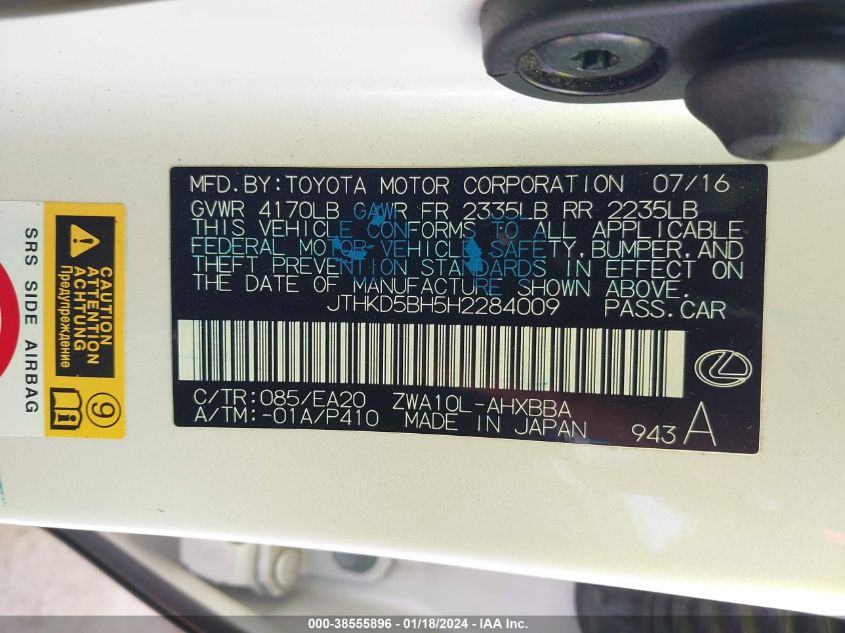 MFD.BY:TOYOTA MOTOR CORPORATION 07/16
GVWR 4170LB GAWR FR 2335LB RR 2235LB
THIS VEHICLE CONFORMS TO ALL APPLICABLE
FEDERAL MOTOR VEHICLE SAFETY, BUMPER, AND
THEFT PREVENTION STANDARDS IN EFFECT ON
THE DATE OF MANUFACTURE SHOWN ABOVE.
JTHKD5BH5H2284009 PASS.CAR
C/TR:085/EA20 ZWA10L-AHXBBA
A/TM:-01A/P410 MADE IN JAPAN 943 A
SRS SIDE AIRBAG
CAUTION
ATTENTION
ACHTUNG
Предупреждение
9
000-38555896 - 01/18/2024 - IAA Inc.